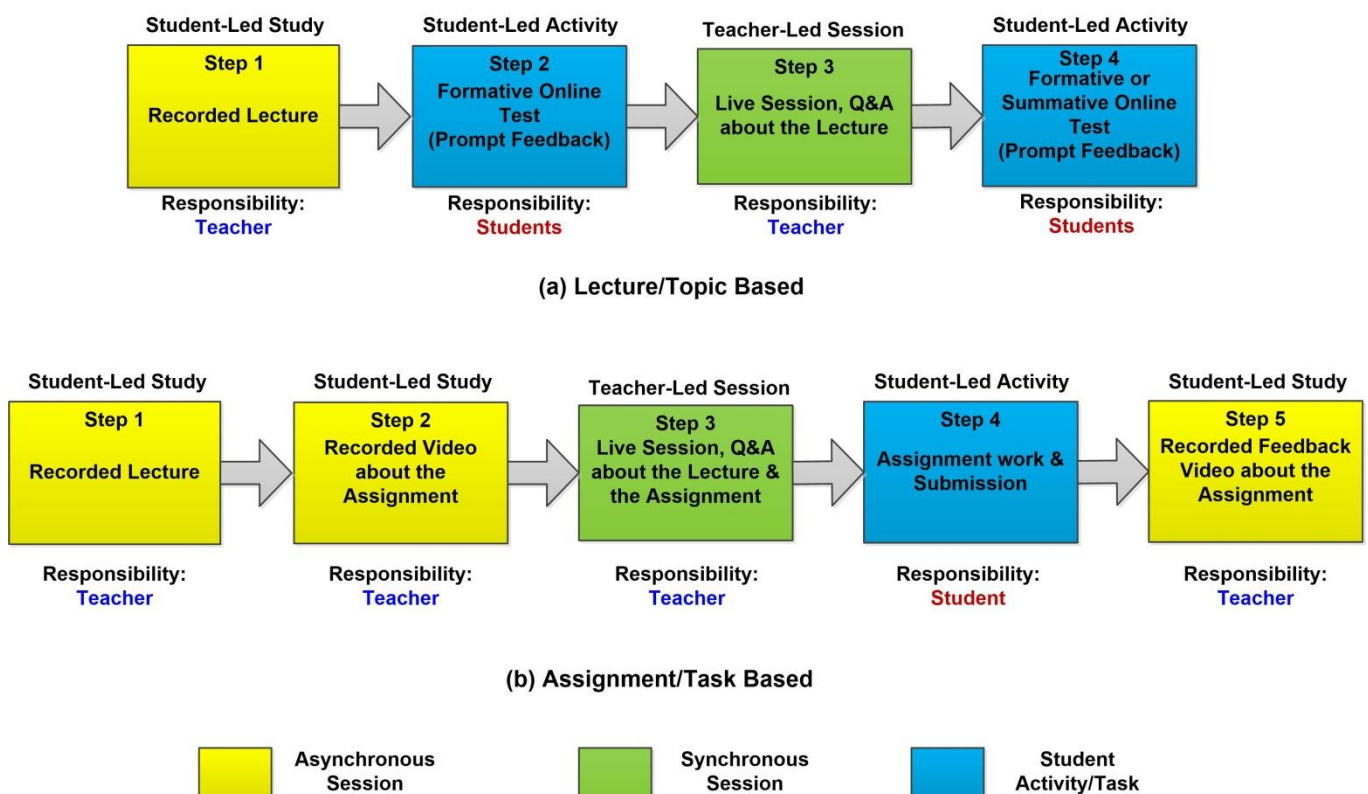 Student-Led Study
Step 1
Recorded Lecture
Responsibility:
Teacher
Student-Led Activity
Step 2
Formative Online
Test
(Prompt Feedback)
Responsibility:
Students
Teacher-Led Session
Step 3
Live Session, Q&A
about the Lecture
Responsibility:
Teacher
Student-Led Activity
Step 4
Formative or
Summative Online
Test
(Prompt Feedback)
Responsibility:
Students
(a) Lecture/Topic Based
Student-Led Study
Step 1
Recorded Lecture
Responsibility:
Teacher
Student-Led Study
Step 2
Recorded Video
about the
Assignment
Responsibility:
Teacher
Teacher-Led Session
Step 3
Live Session, Q&A
about the Lecture &
the Assignment
Responsibility:
Teacher
Student-Led Activity
Step 4
Assignment work &
Submission
Responsibility:
Student
Student-Led Study
Step 5
Recorded Feedback
Video about the
Assignment
Responsibility:
Teacher
(b) Assignment/Task Based
Asynchronous
Session
Synchronous
Session
Student
Activity/Task